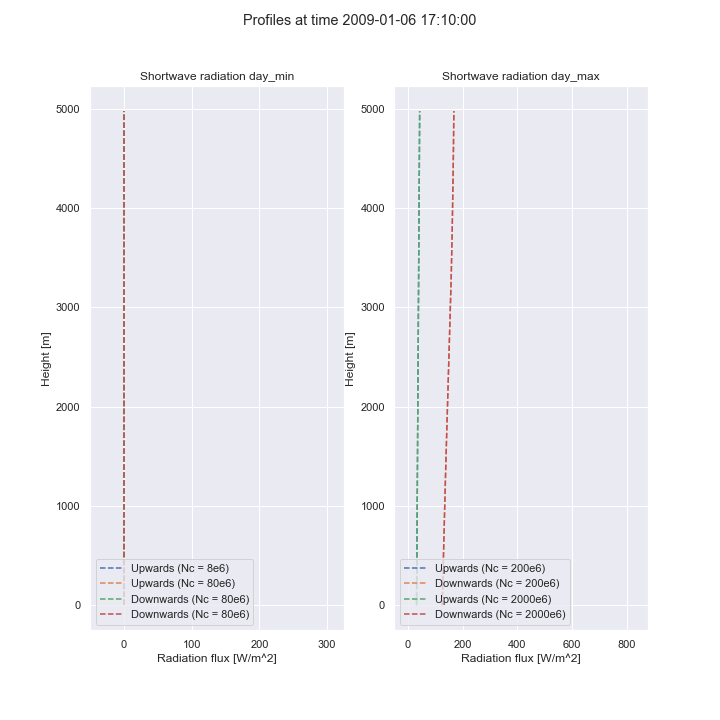 Profiles at time 2009-01-06 17:10:00
Shortwave radiation day_min
5000
4000
3000
2000
1000
0
Height [m]
Upwards (Nc = 8e6)
Upwards (Nc = 80e6)
Downwards (Nc = 80e6)
Downwards (Nc = 80e6)
0
100
200
300
Radiation flux [W/m^2]
Shortwave radiation day_max
5000
4000
3000
2000
1000
0
Height [m]
Upwards (Nc = 200e6)
Downwards (Nc = 200e6)
Upwards (Nc = 2000e6)
Downwards (Nc = 2000e6)
0
200
400
600
800
Radiation flux [W/m^2]